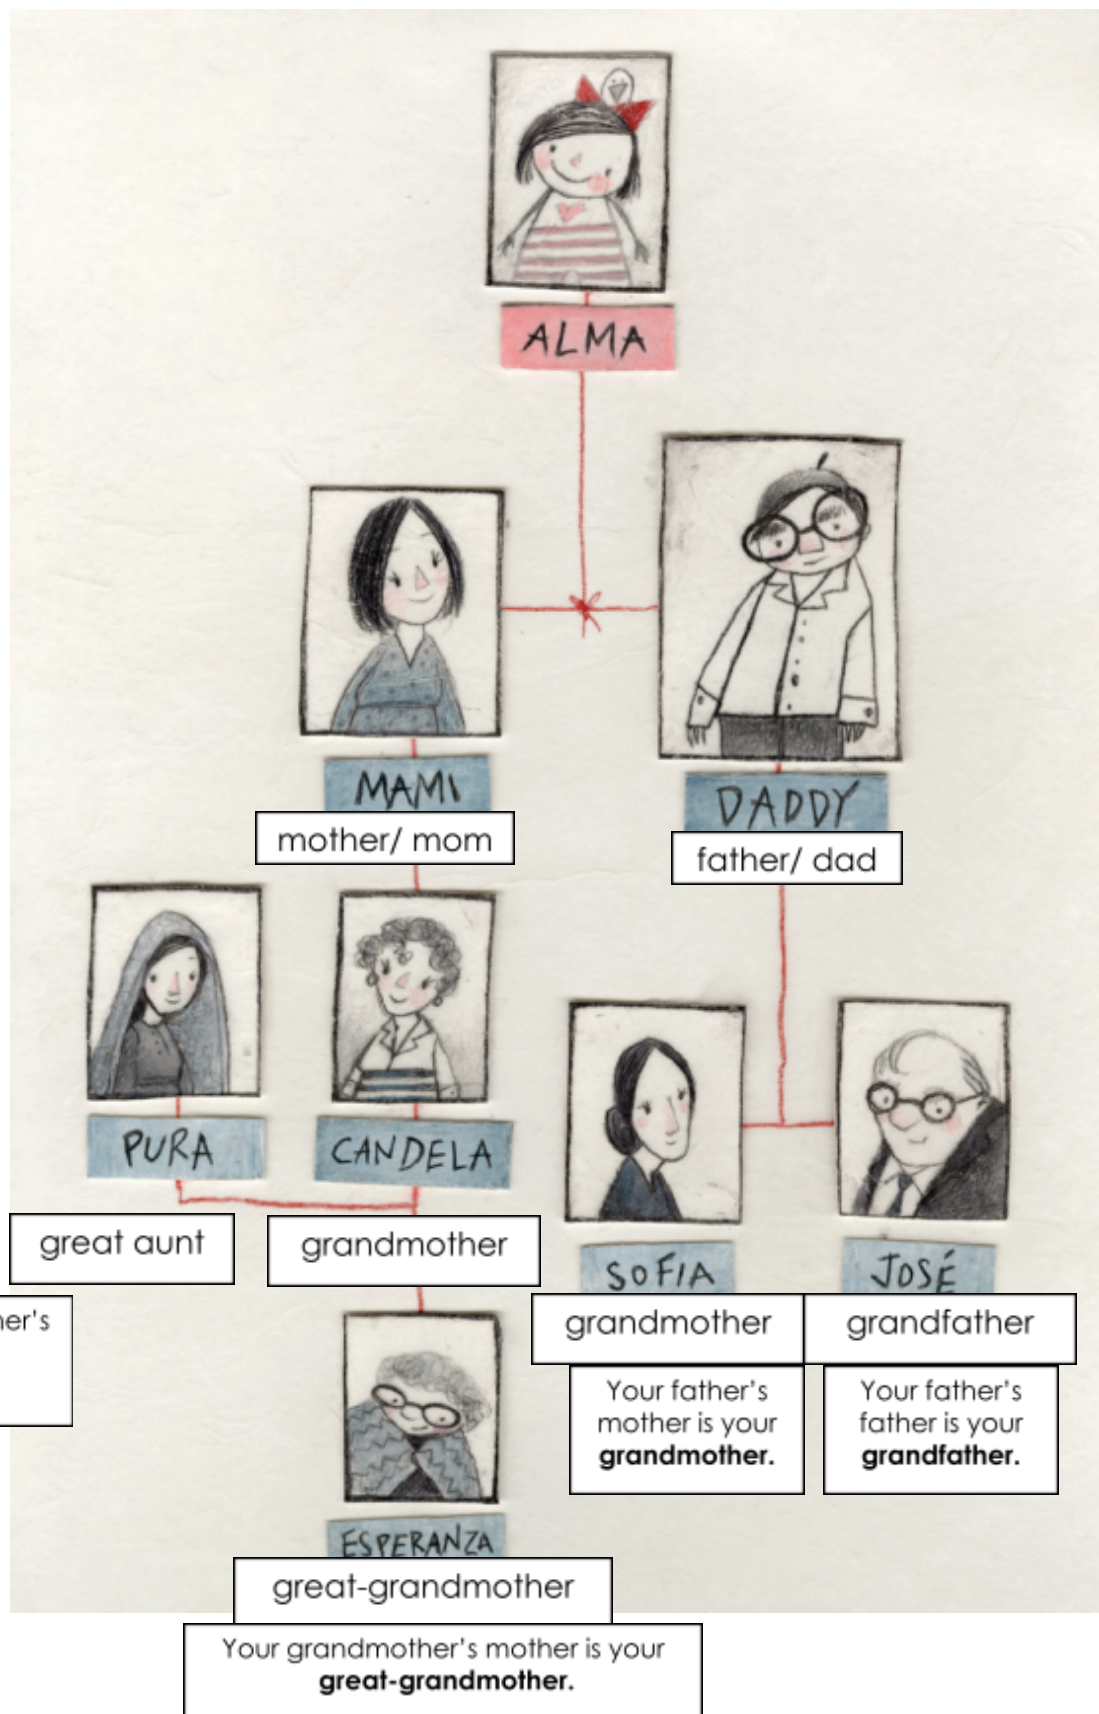 ALMA
MAMI
mother/ mom
DADDY
father/ dad
PURA
CANDELA
great aunt
grandmother
SOFIA
JOSÉ
grandmother
grandfather
Your father's
mother is your
grandmother.
Your father's
father is your
grandfather.
ESPERANZA
great-grandmother
Your grandmother's mother is your
great-grandmother.